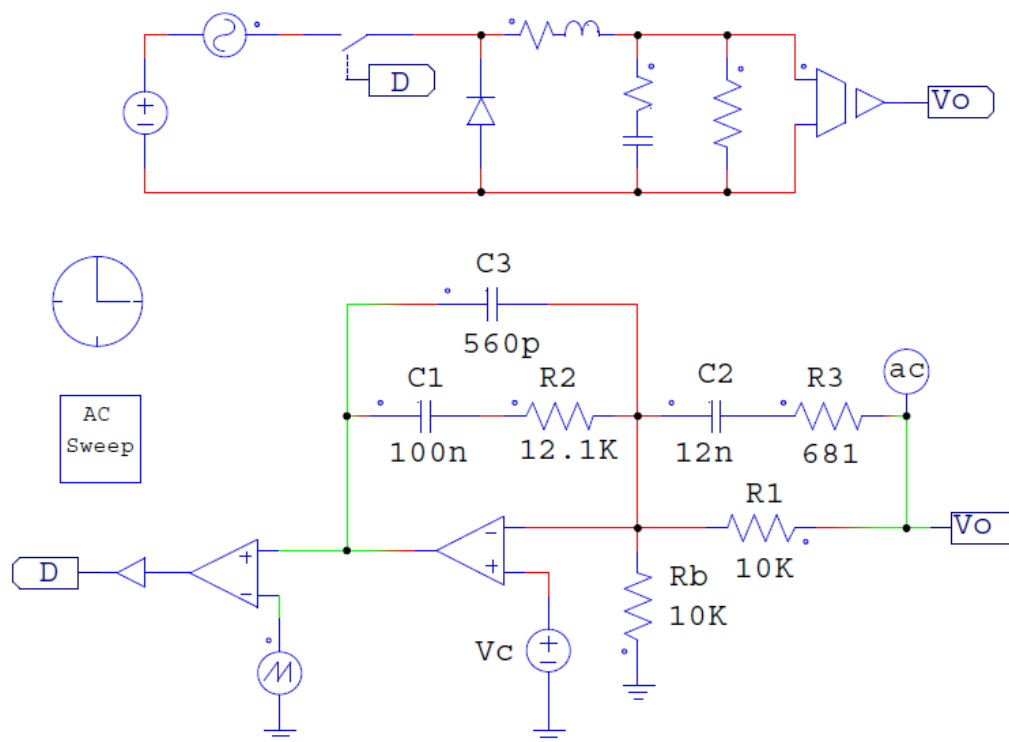 D
Vo
C3
560p
C1
R2
C2
R3
ac
100n
12.1K
12n
681
AC
Sweep
R1
Vo
10K
D
Rb
10K
Vc